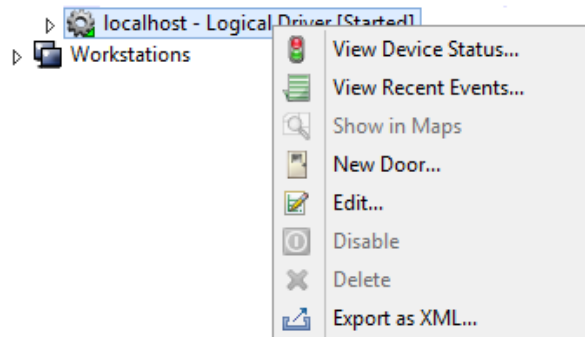 localhost - Logical Driver [Started]
Workstations
View Device Status...
View Recent Events...
Show in Maps
New Door...
Edit...
Disable
Delete
Export as XML...